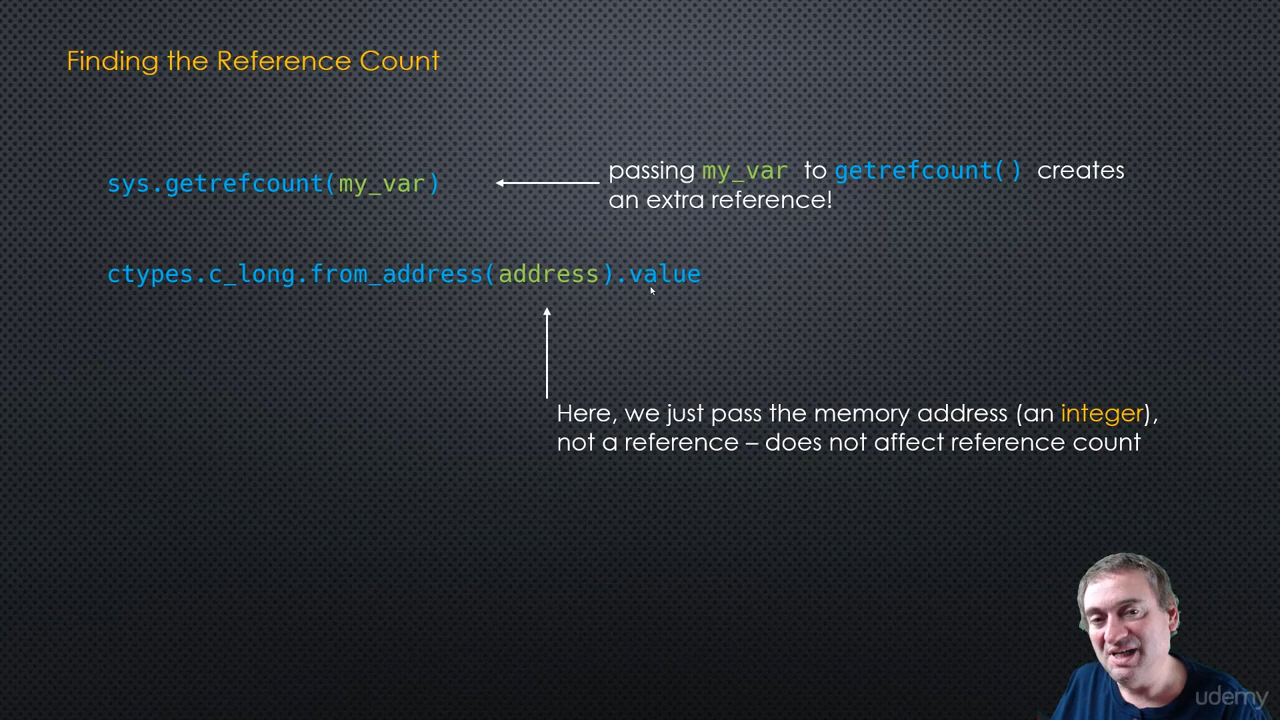 Finding the Reference Count
sys.getrefcount(my_var)
passing my_var to getrefcount() creates
an extra reference!
ctypes.c_long.from_address(address).value
Here, we just pass the memory address (an integer),
not a reference – does not affect reference count
udemy